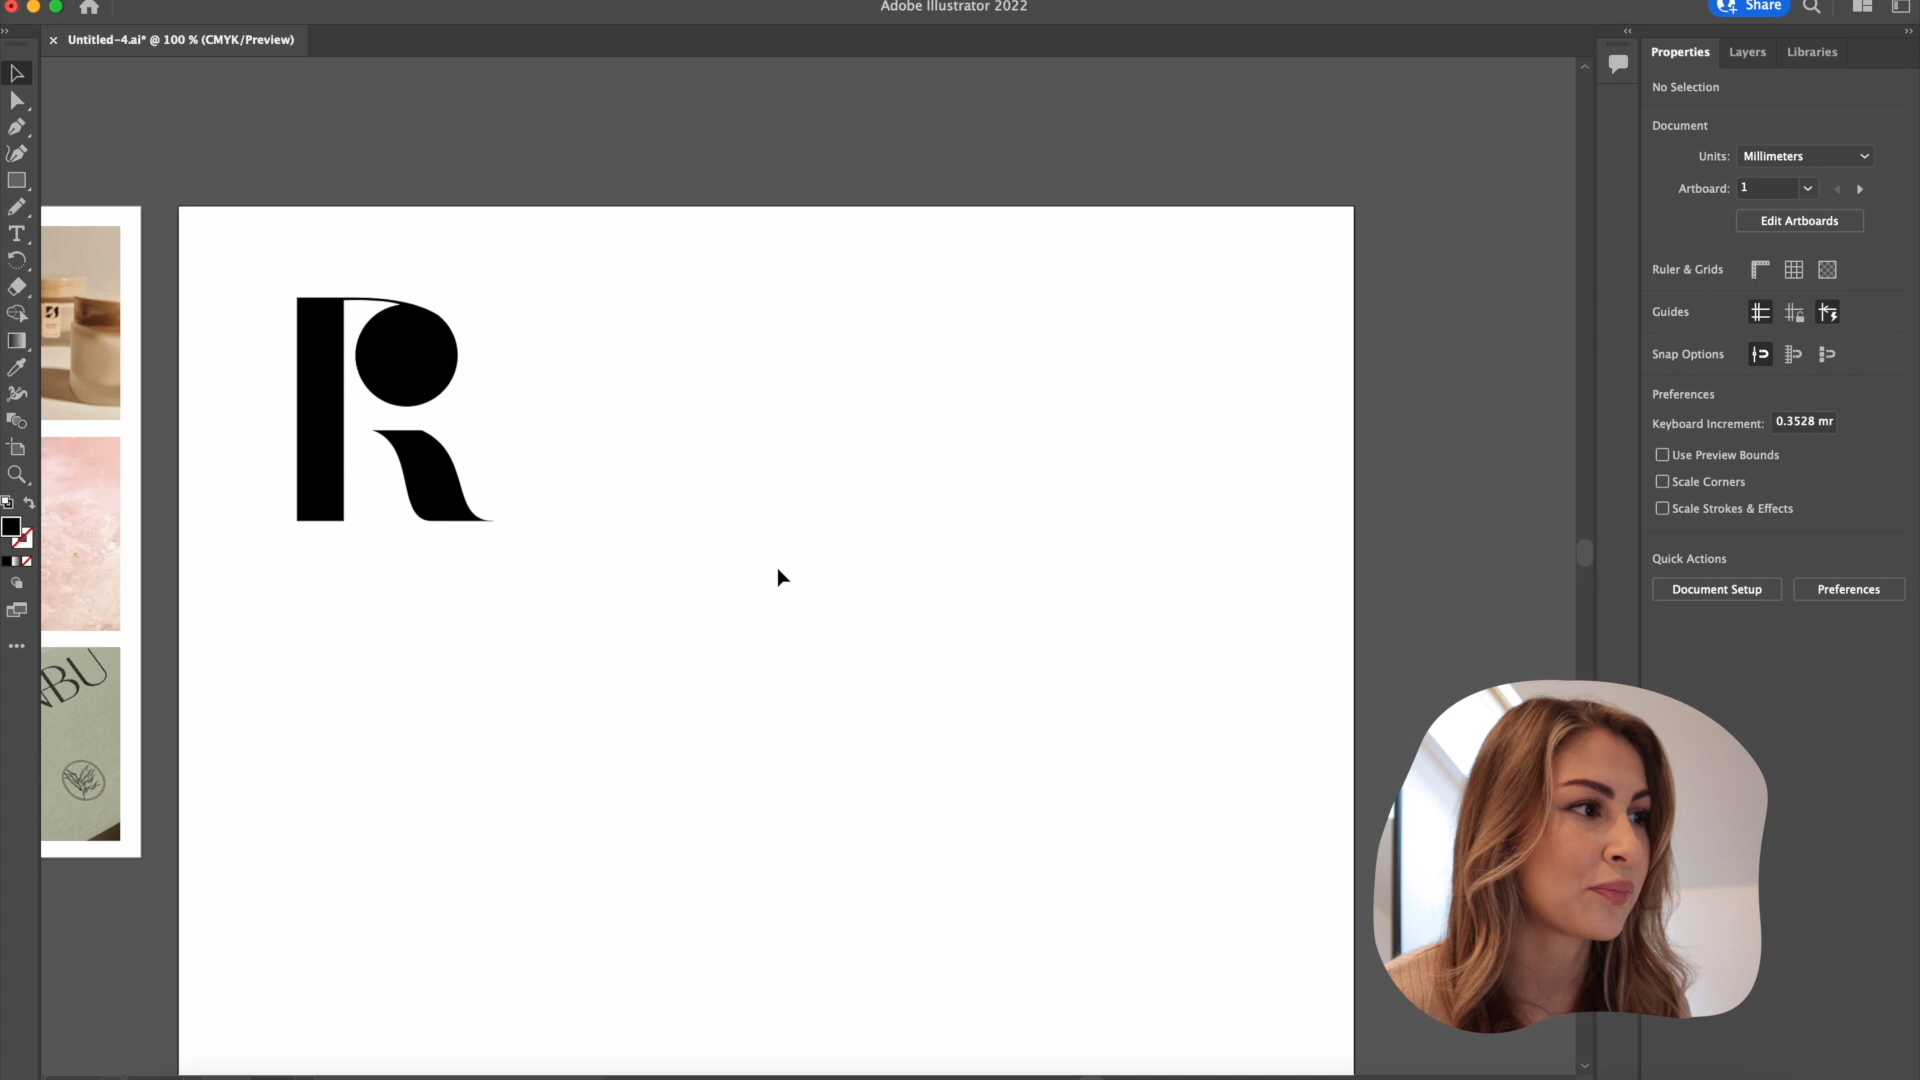 Adobe Illustrator 2022
Share
Untitled-4.ai* @ 100 % (CMYK/Preview)
Properties Layers Libraries
No Selection
Document
Units: Millimeters
Artboard: 1
Edit Artboards
Ruler & Grids
Guides
Snap Options
Preferences
Keyboard Increment: 0.3528 mr
Use Preview Bounds
Scale Corners
Scale Strokes & Effects
Quick Actions
Document Setup Preferences
R
BU